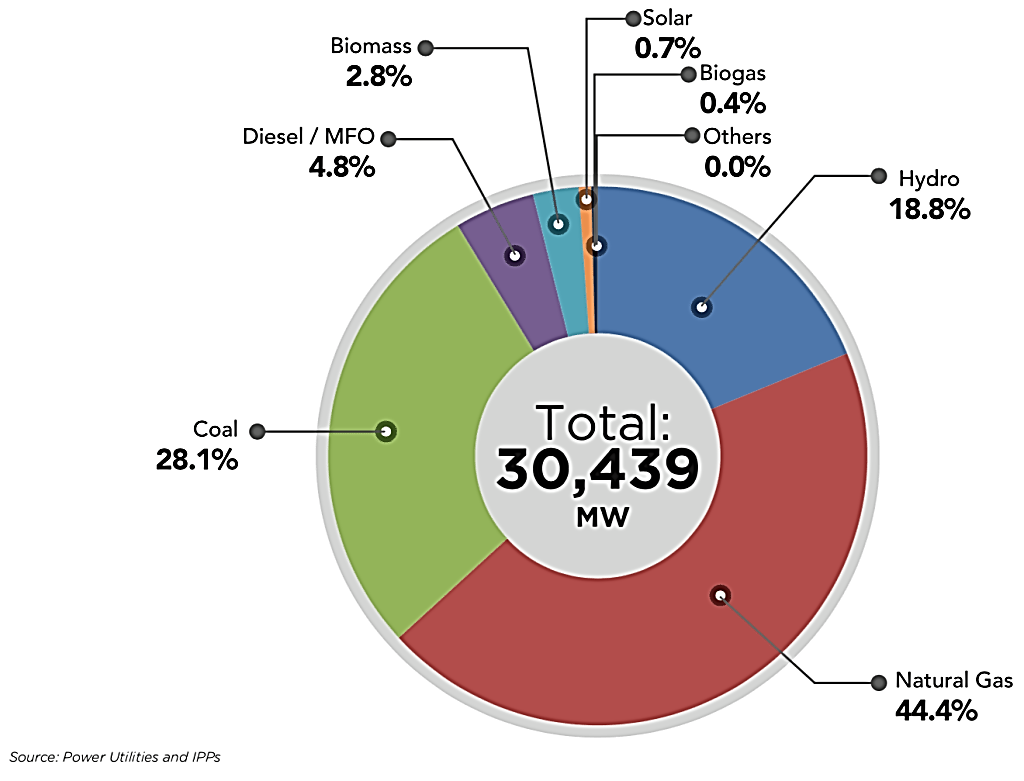 Solar
0.7%
Biomass
2.8%
Biogas
0.4%
Diesel / MFO
4.8%
Others
0.0%
Hydro
18.8%
Total:
30,439
MW
Coal
28.1%
Natural Gas
44.4%
Source: Power Utilities and IPPs